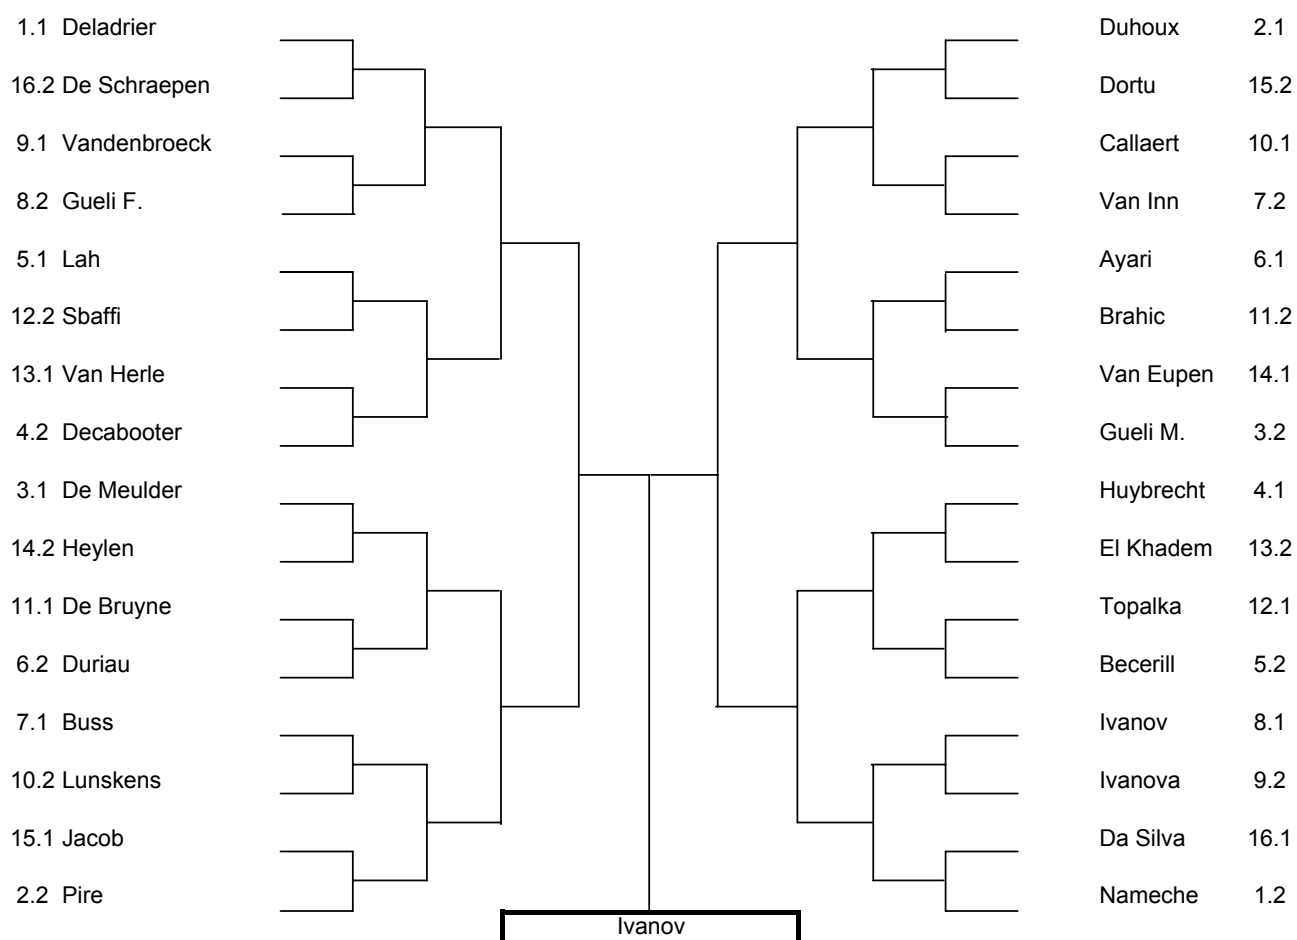 1.1 Deladrier Duhoux 2.1
16.2 De Schraepen Dortu 15.2
9.1 Vandenbroeck Callaert 10.1
8.2 Gueli F. Van Inn 7.2
5.1 Lah Ayari 6.1
12.2 Sbaffi Brahic 11.2
13.1 Van Herle Van Eupen 14.1
4.2 Decabooter Gueli M. 3.2
3.1 De Meulder Huybrecht 4.1
14.2 Heylen El Khadem 13.2
11.1 De Bruyne Topalka 12.1
6.2 Duriau Becerill 5.2
7.1 Buss Ivanov 8.1
10.2 Lunskens Ivanova 9.2
15.1 Jacob Da Silva 16.1
2.2 Pire Nameche 1.2
Ivanov